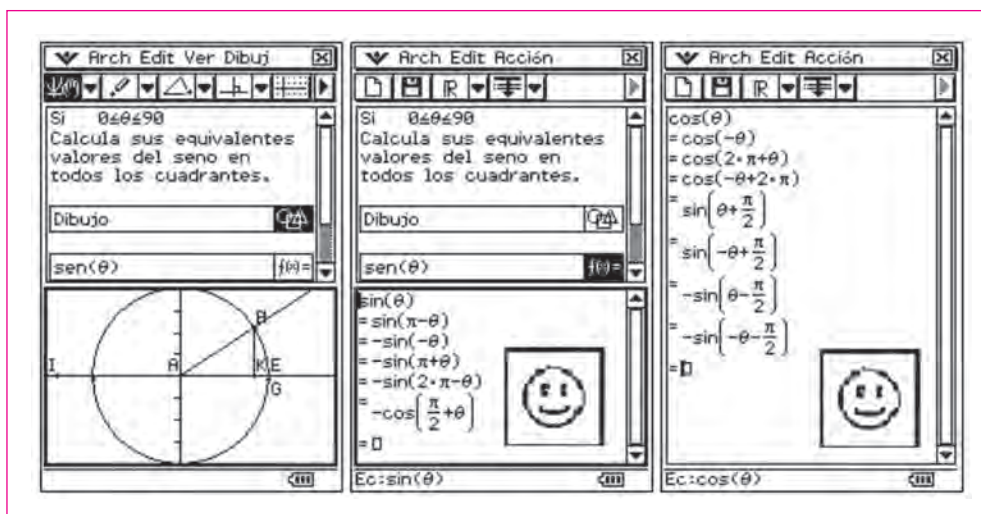 Arch Edit Ver Dibuj
Si 0≤θ≤90
Calcula sus equivalentes
valores del seno en
todos los cuadrantes.
Dibujo
sen(θ)
f(x)=
B
I
A
K E
G
Arch Edit Acción
Si 0≤θ≤90
Calcula sus equivalentes
valores del seno en
todos los cuadrantes.
Dibujo
sen(θ)
f(x)=
sin(θ)
=sin(π-θ)
=-sin(-θ)
=-sin(π+θ)
=-sin(2·π-θ)
=-cos(π/2+θ)
=▯
Ec:sin(θ)
Arch Edit Acción
cos(θ)
=cos(-θ)
=cos(2·π+θ)
=cos(-θ+2·π)
=sin(θ+π/2)
=sin(-θ+π/2)
=-sin(θ-π/2)
=-sin(-θ-π/2)
=▯
Ec:cos(θ)